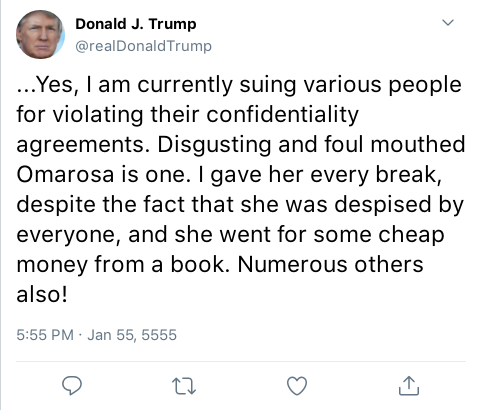 Donald J. Trump
@realDonaldTrump
...Yes, I am currently suing various people
for violating their confidentiality
agreements. Disgusting and foul mouthed
Omarosa is one. I gave her every break,
despite the fact that she was despised by
everyone, and she went for some cheap
money from a book. Numerous others
also!
5:55 PM · Jan 55, 5555